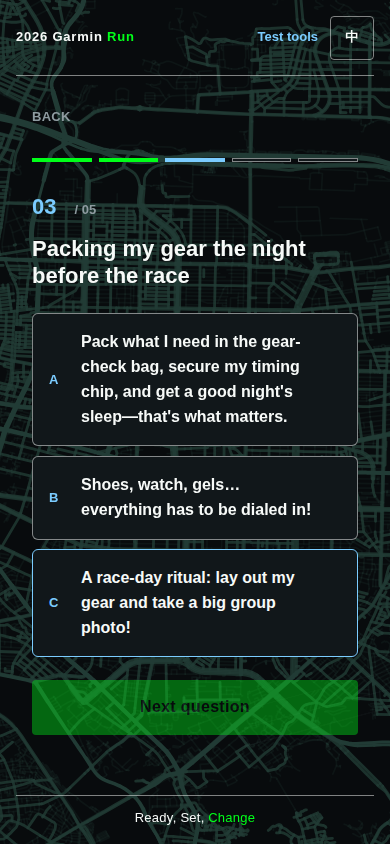 2026 Garmin Run
Test tools
中
BACK
03 / 05
Packing my gear the night
before the race
A
Pack what I need in the gear-
check bag, secure my timing
chip, and get a good night's
sleep—that's what matters.
B
Shoes, watch, gels…
everything has to be dialed in!
C
A race-day ritual: lay out my
gear and take a big group
photo!
Next question
Ready, Set, Change